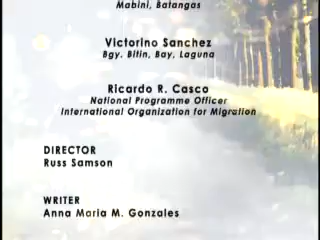 Mabini, Batangas
Victorino Sanchez
Bgy. Bitin, Bay, Laguna
Ricardo R. Casco
National Programme Officer
International Organization for Migration
DIRECTOR
Russ Samson
WRITER
Anna Maria M. Gonzales